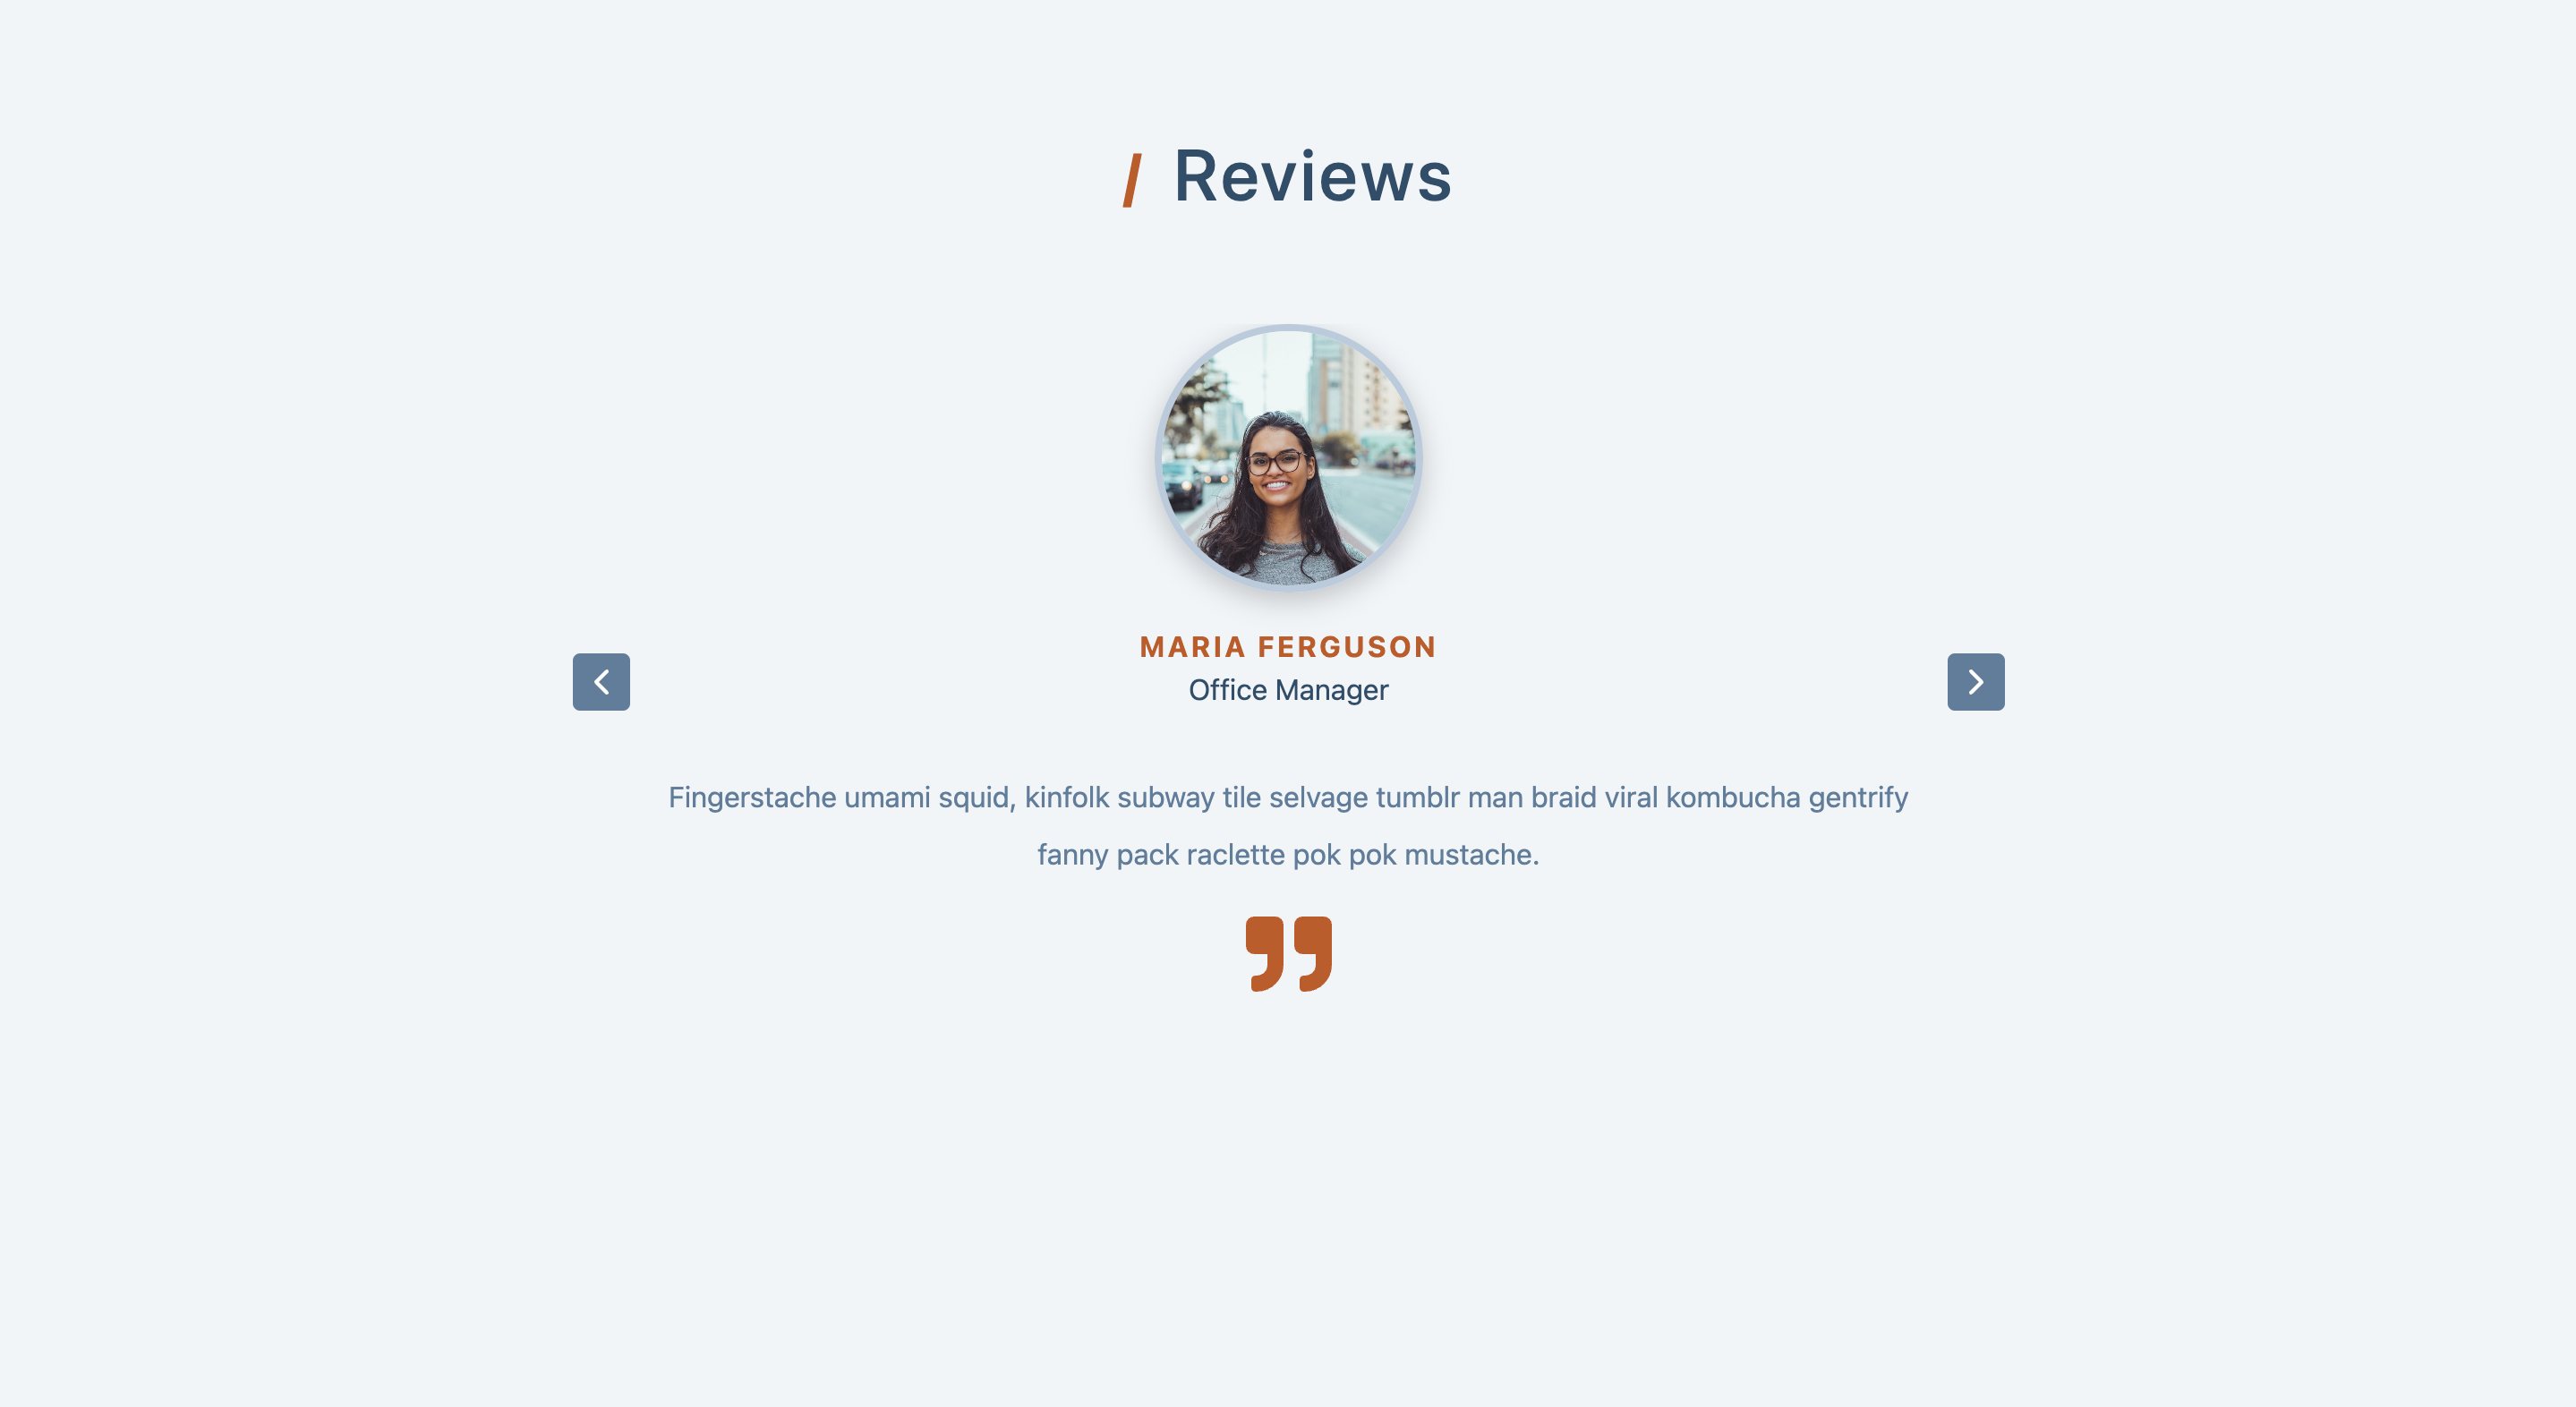 / Reviews
MARIA FERGUSON
Office Manager
Fingerstache umami squid, kinfolk subway tile selvage tumblr man braid viral kombucha gentrify
fanny pack raclette pok pok mustache.